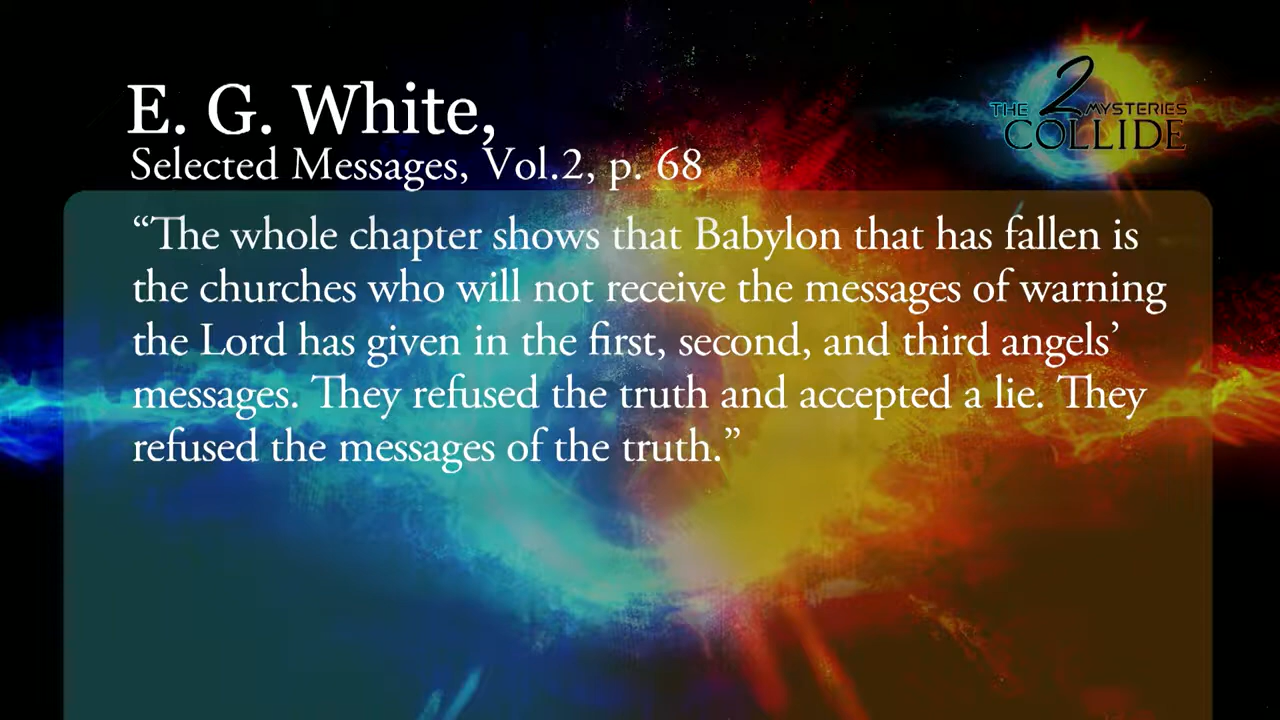 E. G. White,
Selected Messages, Vol.2, p. 68
THE 2 MYSTERIES
COLLIDE
“The whole chapter shows that Babylon that has fallen is
the churches who will not receive the messages of warning
the Lord has given in the first, second, and third angels’
messages. They refused the truth and accepted a lie. They
refused the messages of the truth.”